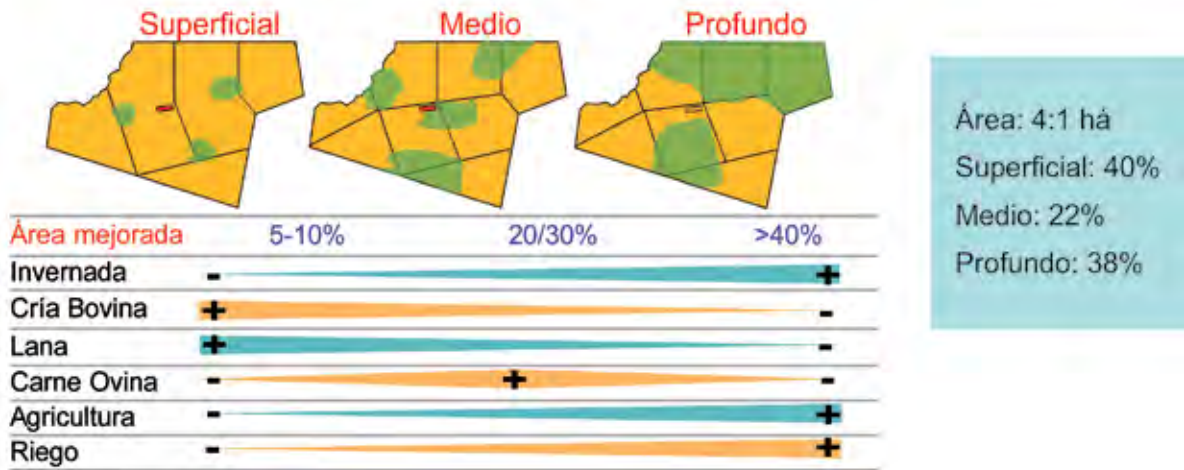 Superficial Medio Profundo
Área mejorada 5-10% 20/30% >40%
Invernada - +
Cría Bovina + -
Lana + -
Carne Ovina - + -
Agricultura - +
Riego - +
Área: 4:1 há
Superficial: 40%
Medio: 22%
Profundo: 38%